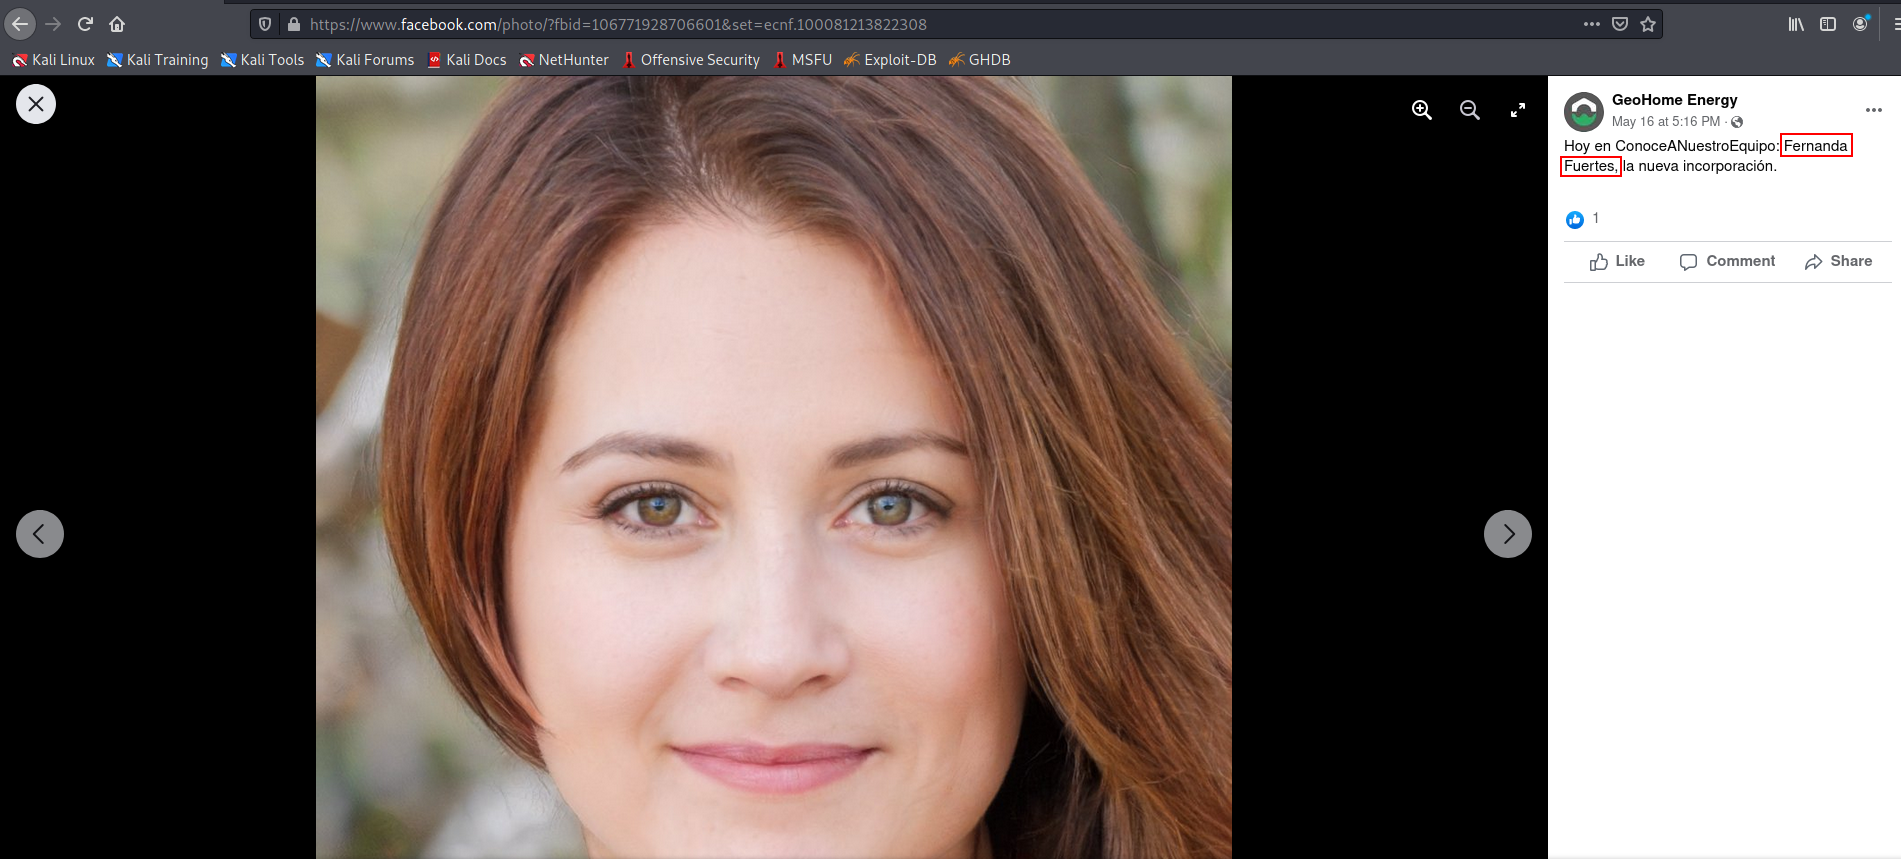 https://www.facebook.com/photo/?fbid=106771928706601&set=ecnf.100081213822308
Kali Linux Kali Training Kali Tools Kali Forums Kali Docs NetHunter Offensive Security MSFU Exploit-DB GHDB
GeoHome Energy
May 16 at 5:16 PM ·
Hoy en ConoceANuestroEquipo: Fernanda
Fuertes, la nueva incorporación.
1
Like Comment Share